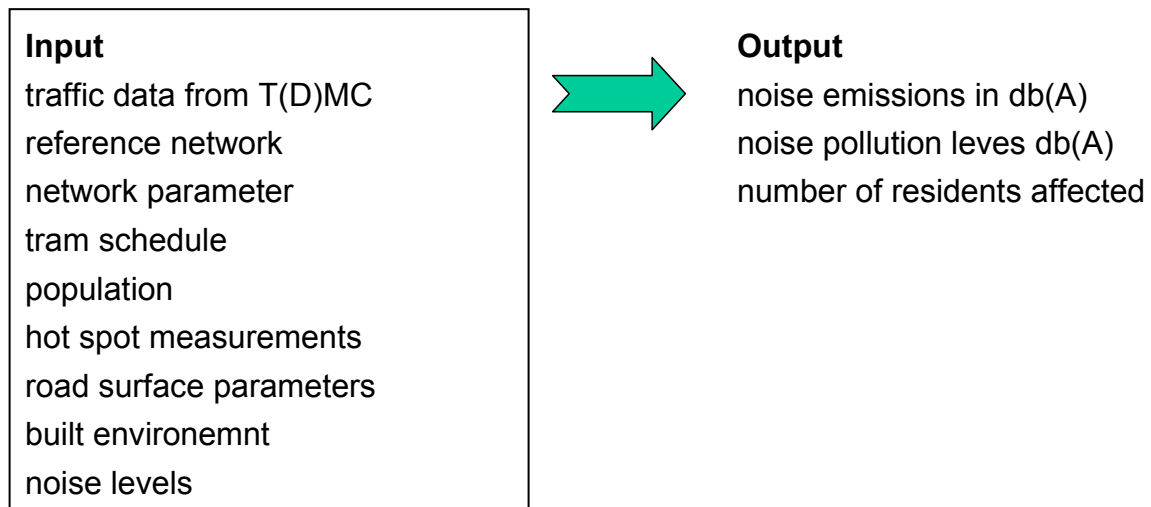 Input
traffic data from T(D)MC
reference network
network parameter
tram schedule
population
hot spot measurements
road surface parameters
built environemnt
noise levels
Output
noise emissions in db(A)
noise pollution leves db(A)
number of residents affected